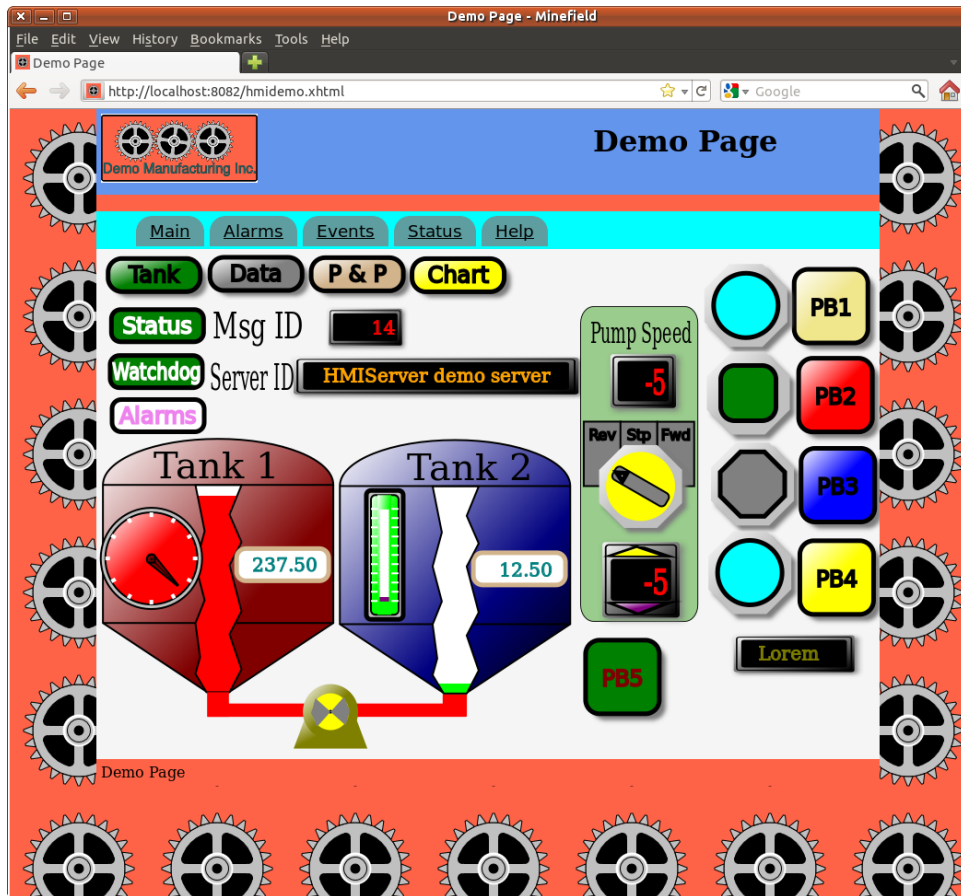 Demo Page - Minefield
File Edit View History Bookmarks Tools Help
Demo Page
http://localhost:8082/hmidemo.xhtml
Google
Demo Manufacturing Inc.
Demo Page
Main Alarms Events Status Help
Tank Data P & P Chart
Status Msg ID 14
Watchdog Server ID HMIServer demo server
Alarms
Pump Speed
-5
Rev Stp Fwd
-5
PB1
PB2
PB3
PB4
Tank 1 Tank 2
237.50 12.50
PB5
Lorem
Demo Page